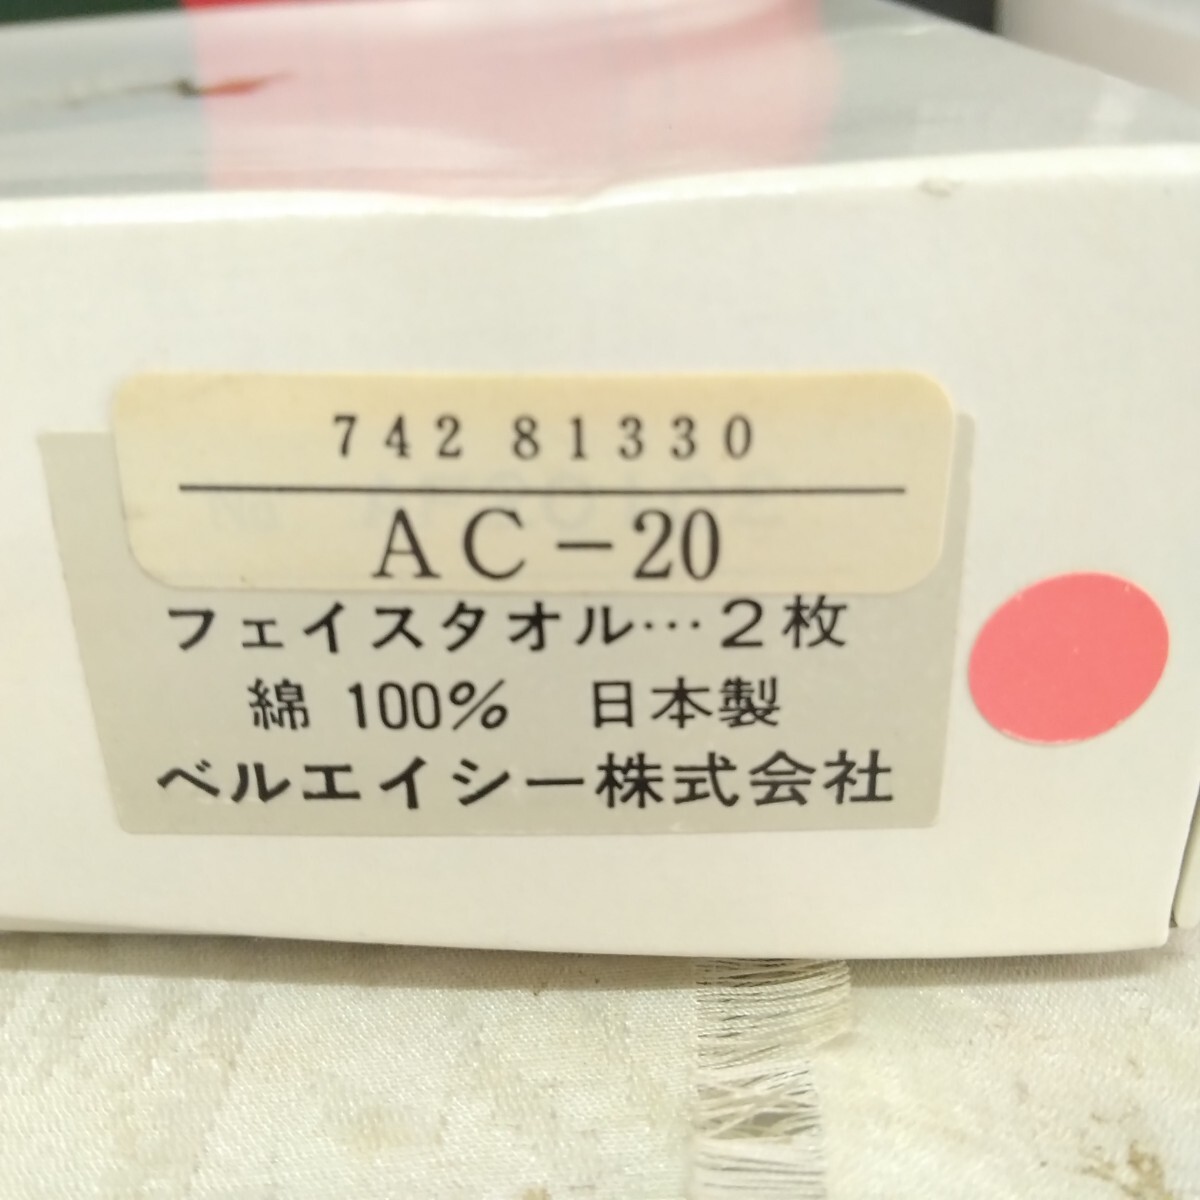 742 81330
AC-20
フェイスタオル…2枚
綿 100% 日本製
ベルエイシー株式会社